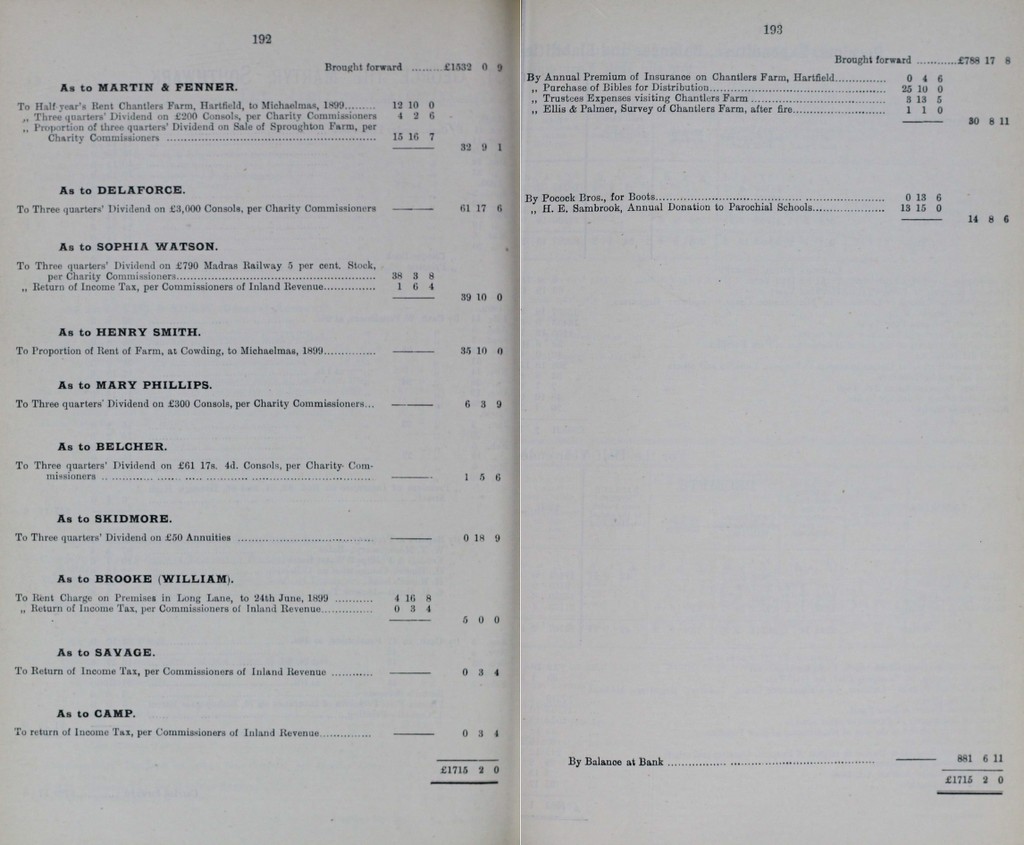 192
Brought forward ........£1532 0 9
As to MARTIN & FENNER.
To Half-year's Rent Chantlers Farm, Hartfield, to Michaelmas, 1899......... 12 10 0
„ Three quarters' Dividend on £200 Consols, per Charity Commissioners 4 2 6
„ Proportion of three quarters' Dividend on Sale of Sproughton Farm, per
Charity Commissioners ........ 15 16 7
32 9 1
As to DELAFORCE.
To Three quarters' Dividend on £3,000 Consols, per Charity Commissioners 61 17 6
As to SOPHIA WATSON.
To Three quarters' Dividend on £790 Madras Railway 5 per cent. Stock,
per Charity Commissioners........ 38 3 8
„ Return of Income Tax, per Commissioners of Inland Revenue............... 1 6 4
39 10 0
As to HENRY SMITH.
To Proportion of Rent of Farm, at Cowding, to Michaelmas, 1899.............. 35 10 0
As to MARY PHILLIPS.
To Three quarters' Dividend on £300 Consols, per Charity Commissioners... 6 3 9
As to BELCHER.
To Three quarters' Dividend on £61 17s. 4d. Consols, per Charity Com-
missioners ........ 1 5 6
As to SKIDMORE.
To Three quarters' Dividend on £50 Annuities ........ 0 18 9
As to BROOKE (WILLIAM).
To Rent Charge on Premises in Long Lane, to 24th June, 1899 ........... 4 16 8
„ Return of Income Tax, per Commissioners of Inland Revenue.............. 0 3 4
5 0 0
As to SAVAGE.
To Return of Income Tax, per Commissioners of Inland Revenue ............ 0 3 4
As to CAMP.
To return of Income Tax, per Commissioners of Inland Revenue............... 0 3 4
£1715 2 0
193
Brought forward ............£788 17 8
By Annual Premium of Insurance on Chantlers Farm, Hartfield............... 0 4 6
„ Purchase of Bibles for Distribution........ 25 10 0
„ Trustees Expenses visiting Chantlers Farm ........ 3 13 5
„ Ellis & Palmer, Survey of Chantlers Farm, after fire........ 1 1 0
30 8 11
By Pocock Bros., for Boots........ 0 13 6
„ H. E. Sambrook, Annual Donation to Parochial Schools........ 13 15 0
14 8 6
By Balance at Bank ........ 881 6 11
£1715 2 0